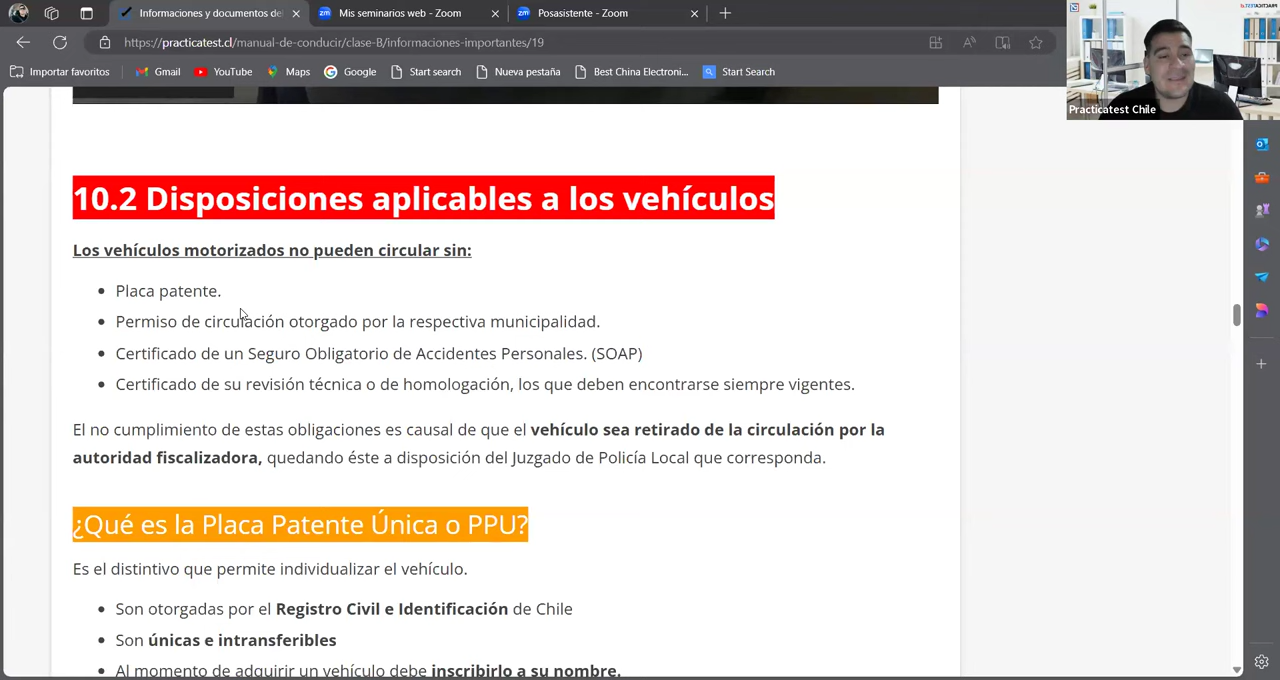 Informaciones y documentos del
Mis seminarios web - Zoom
Posasistente - Zoom
https://practicatest.cl/manual-de-conducir/clase-B/informaciones-importantes/19
Importar favoritos
Gmail
YouTube
Maps
Google
Start search
Nueva pestaña
Best China Electroni...
Start Search
Practicatest Chile
10.2 Disposiciones aplicables a los vehículos
Los vehículos motorizados no pueden circular sin:
Placa patente.
Permiso de circulación otorgado por la respectiva municipalidad.
Certificado de un Seguro Obligatorio de Accidentes Personales. (SOAP)
Certificado de su revisión técnica o de homologación, los que deben encontrarse siempre vigentes.
El no cumplimiento de estas obligaciones es causal de que el vehículo sea retirado de la circulación por la
autoridad fiscalizadora, quedando éste a disposición del Juzgado de Policía Local que corresponda.
¿Qué es la Placa Patente Única o PPU?
Es el distintivo que permite individualizar el vehículo.
Son otorgadas por el Registro Civil e Identificación de Chile
Son únicas e intransferibles
Al momento de adquirir un vehículo debe inscribirlo a su nombre.